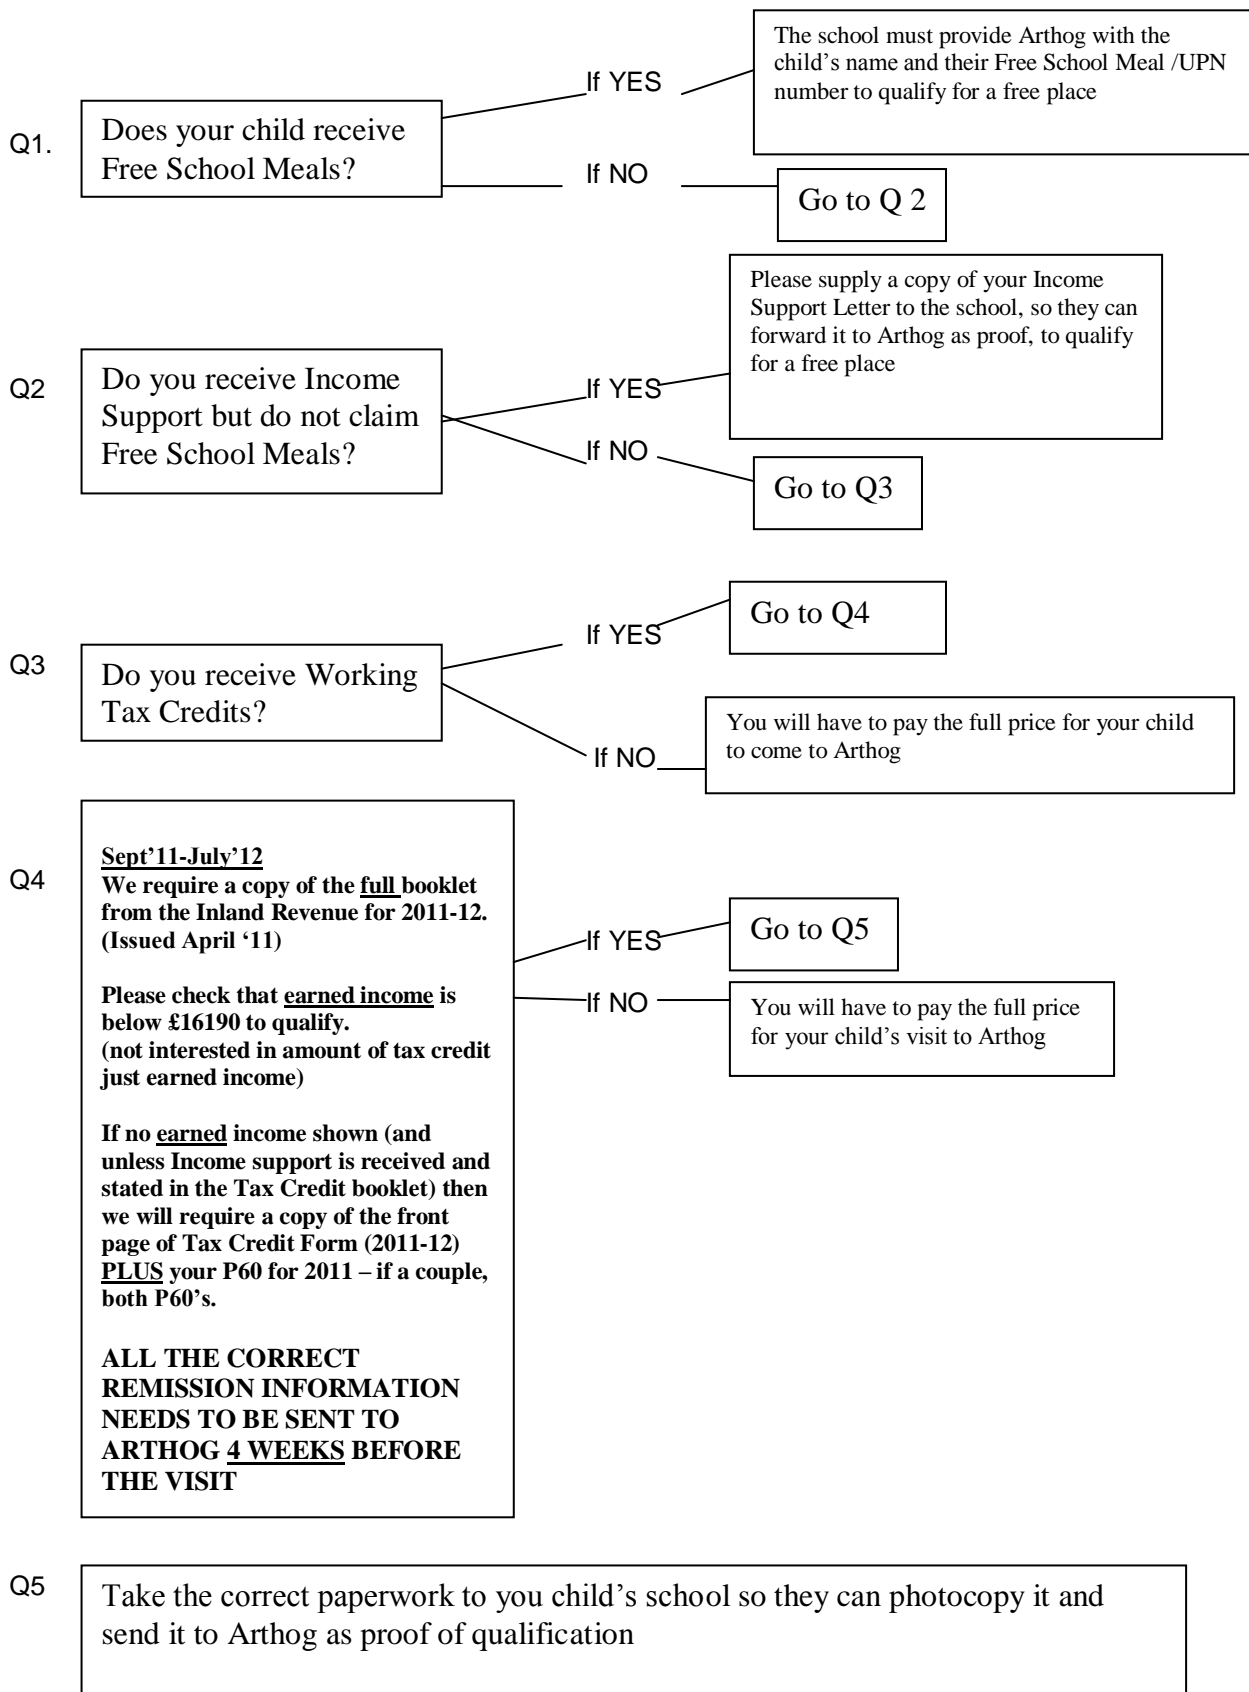 The school must provide Arthog with the
child's name and their Free School Meal /UPN
number to qualify for a free place
If YES
Q1.
Does your child receive
Free School Meals?
If NO
Go to Q 2
Please supply a copy of your Income
Support Letter to the school, so they can
forward it to Arthog as proof, to qualify
for a free place
Q2
Do you receive Income
Support but do not claim
Free School Meals?
If YES
If NO
Go to Q3
Go to Q4
If YES
Q3
Do you receive Working
Tax Credits?
You will have to pay the full price for your child
to come to Arthog
If NO
Q4
Sept'11-July'12
We require a copy of the full booklet
from the Inland Revenue for 2011-12.
(Issued April ‘11)
Please check that earned income is
below £16190 to qualify.
(not interested in amount of tax credit
just earned income)
If no earned income shown (and
unless Income support is received and
stated in the Tax Credit booklet) then
we will require a copy of the front
page of Tax Credit Form (2011-12)
PLUS your P60 for 2011 – if a couple,
both P60's.
ALL THE CORRECT
REMISSION INFORMATION
NEEDS TO BE SENT TO
ARTHOG 4 WEEKS BEFORE
THE VISIT
If YES
Go to Q5
If NO
You will have to pay the full price
for your child's visit to Arthog
Q5
Take the correct paperwork to you child's school so they can photocopy it and
send it to Arthog as proof of qualification